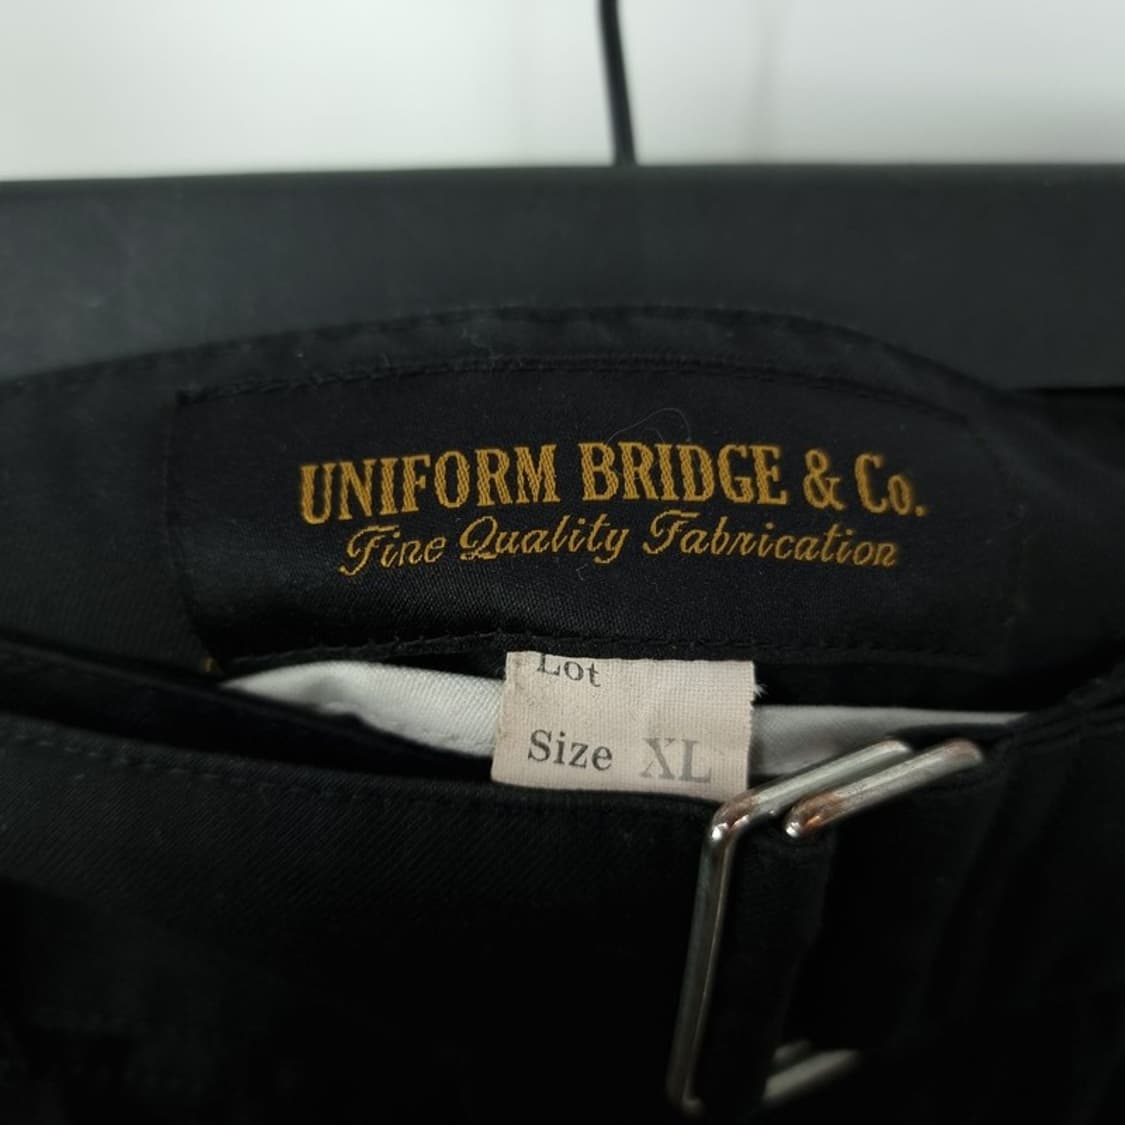 UNIFORM BRIDGE & Co.
Fine Quality Fabrication
Lot
Size XL